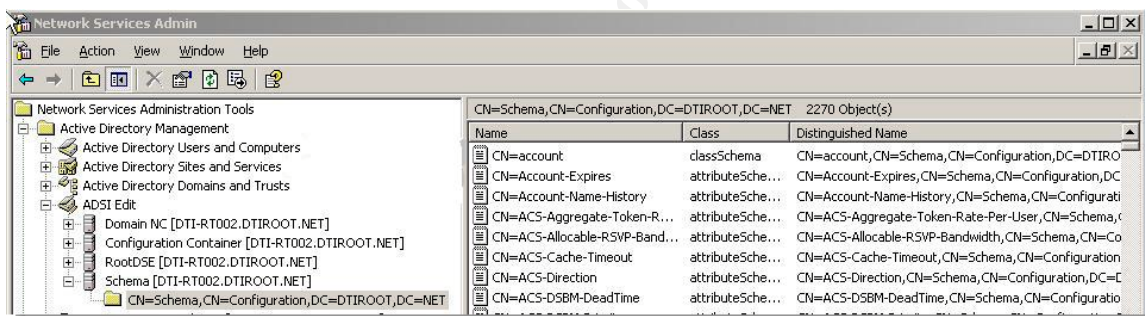 Network Services Admin
File Action View Window Help
Network Services Administration Tools
Active Directory Management
Active Directory Users and Computers
Active Directory Sites and Services
Active Directory Domains and Trusts
ADSI Edit
Domain NC [DTI-RT002.DTIROOT.NET]
Configuration Container [DTI-RT002.DTIROOT.NET]
RootDSE [DTI-RT002.DTIROOT.NET]
Schema [DTI-RT002.DTIROOT.NET]
CN=Schema,CN=Configuration,DC=DTIROOT,DC=NET
CN=Schema,CN=Configuration,DC=DTIROOT,DC=NET 2270 Object(s)
Name Class Distinguished Name
CN=account classSchema CN=account,CN=Schema,CN=Configuration,DC=DTIRO
CN=Account-Expires attributeSche... CN=Account-Expires,CN=Schema,CN=Configuration,DC
CN=Account-Name-History attributeSche... CN=Account-Name-History,CN=Schema,CN=Configurati
CN=ACS-Aggregate-Token-R... attributeSche... CN=ACS-Aggregate-Token-Rate-Per-User,CN=Schema,
CN=ACS-Allocable-RSVP-Band... attributeSche... CN=ACS-Allocable-RSVP-Bandwidth,CN=Schema,CN=Co
CN=ACS-Cache-Timeout attributeSche... CN=ACS-Cache-Timeout,CN=Schema,CN=Configuration
CN=ACS-Direction attributeSche... CN=ACS-Direction,CN=Schema,CN=Configuration,DC=
CN=ACS-DSBM-DeadTime attributeSche... CN=ACS-DSBM-DeadTime,CN=Schema,CN=Configuratio